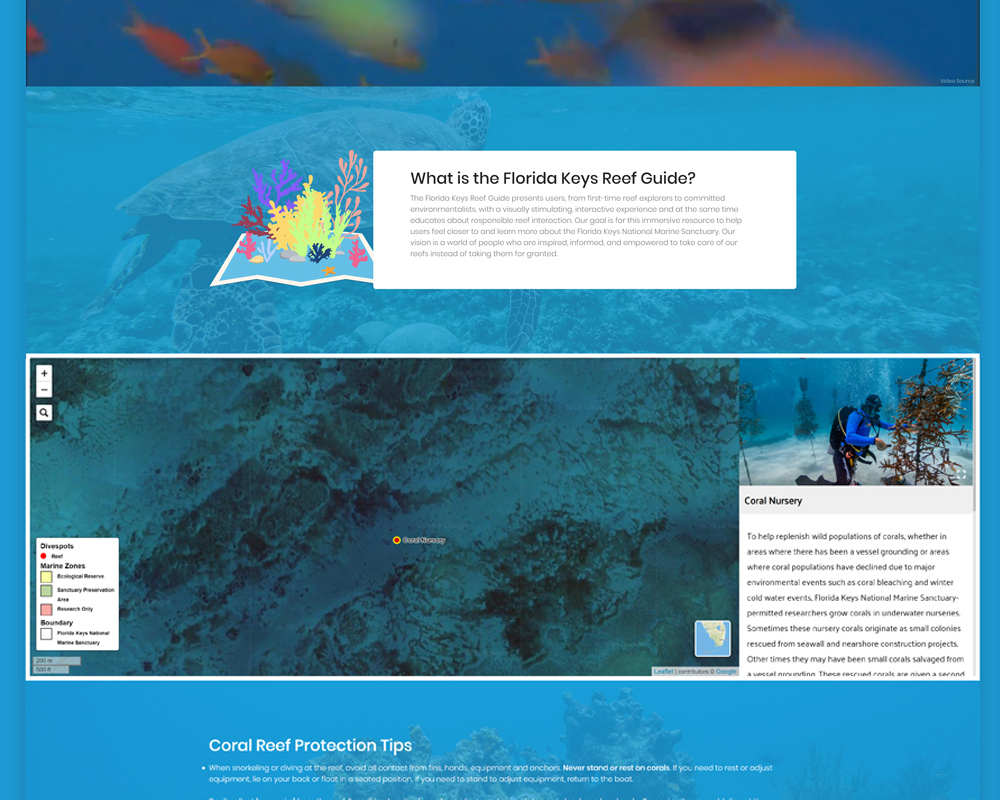 Video Source
What is the Florida Keys Reef Guide?
The Florida Keys Reef Guide presents users, from first-time reef explorers to committed
environmentalists, with a visually stimulating, interactive experience and at the same time
educates about responsible reef interaction. Our goal is for this immersive resource to help
users feel closer to and learn more about the Florida Keys National Marine Sanctuary. Our
vision is a world of people who are inspired, informed, and empowered to take care of our
reefs instead of taking them for granted.
+
−
Coral Nursery
Divespots
Reef
Marine Zones
Ecological Reserve
Sanctuary Preservation
Area
Research Only
Boundary
Florida Keys National
Marine Sanctuary
200 m
500 ft
Leaflet | contributors © Google
Coral Nursery
To help replenish wild populations of corals, whether in
areas where there has been a vessel grounding or areas
where coral populations have declined due to major
environmental events such as coral bleaching and winter
cold water events, Florida Keys National Marine Sanctuary-
permitted researchers grow corals in underwater nurseries.
Sometimes these nursery corals originate as small colonies
rescued from seawall and nearshore construction projects.
Other times they may have been small corals salvaged from
a vessel grounding. These rescued corals are given a second
Coral Reef Protection Tips
• When snorkeling or diving at the reef, avoid all contact from fins, hands, equipment and anchors. Never stand or rest on corals. If you need to rest or adjust
equipment, lie on your back or float in a seated position. If you need to stand to adjust equipment, return to the boat.